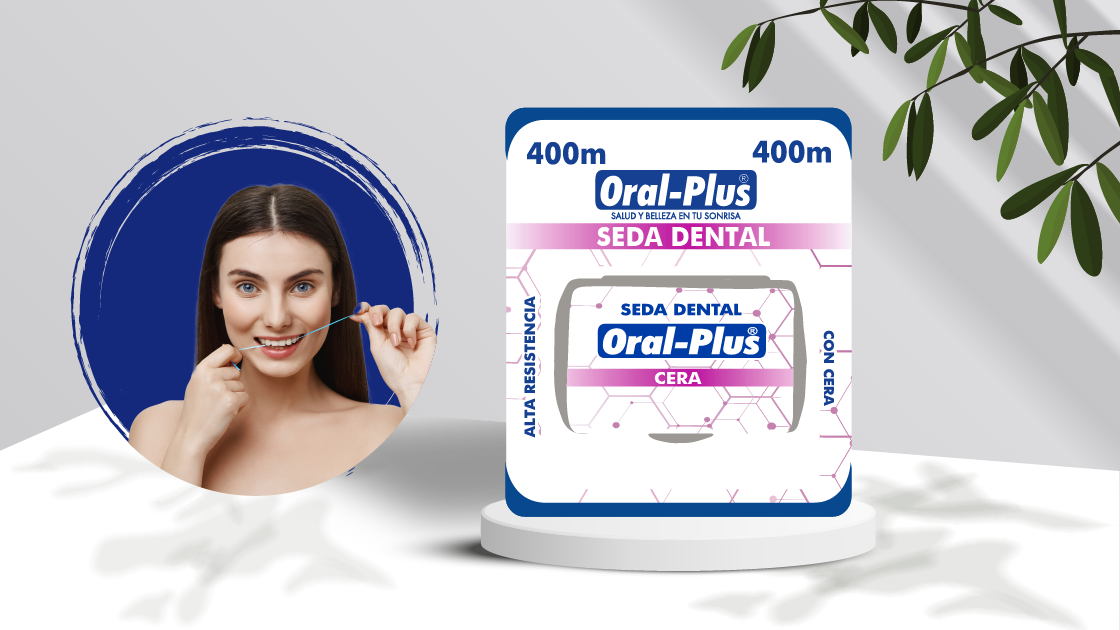 400m
400m
Oral-Plus®
SALUD Y BELLEZA EN TU SONRISA
SEDA DENTAL
ALTA RESISTENCIA
SEDA DENTAL
Oral-Plus®
CERA
CON CERA